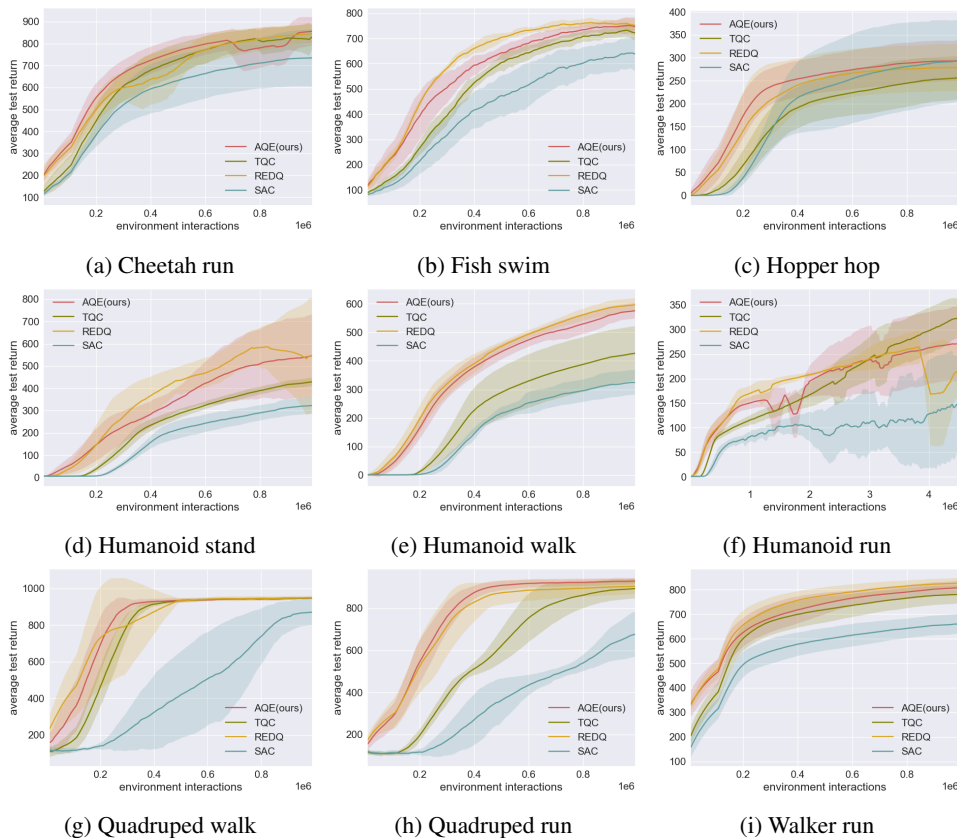 900
800
700
600
500
400
300
200
100
average test return
AQE(ours)
TQC
REDQ
SAC
0.2 0.4 0.6 0.8 1
1e6
environment interactions
(a) Cheetah run
800
700
600
500
400
300
200
100
average test return
AQE(ours)
TQC
REDQ
SAC
0.2 0.4 0.6 0.8 1
1e6
environment interactions
(b) Fish swim
400
350
300
250
200
150
100
50
0
average test return
AQE(ours)
TQC
REDQ
SAC
0.2 0.4 0.6 0.8 1
1e6
environment interactions
(c) Hopper hop
800
700
600
500
400
300
200
100
0
average test return
AQE(ours)
TQC
REDQ
SAC
0.2 0.4 0.6 0.8 1
1e6
environment interactions
(d) Humanoid stand
600
500
400
300
200
100
0
average test return
AQE(ours)
TQC
REDQ
SAC
0.2 0.4 0.6 0.8 1
1e6
environment interactions
(e) Humanoid walk
350
300
250
200
150
100
50
0
average test return
AQE(ours)
TQC
REDQ
SAC
1 2 3 4
1e6
environment interactions
(f) Humanoid run
1000
800
600
400
200
average test return
AQE(ours)
TQC
REDQ
SAC
0.2 0.4 0.6 0.8 1
1e6
environment interactions
(g) Quadruped walk
800
600
400
200
average test return
AQE(ours)
TQC
REDQ
SAC
0.2 0.4 0.6 0.8 1
1e6
environment interactions
(h) Quadruped run
800
700
600
500
400
300
200
100
average test return
AQE(ours)
TQC
REDQ
SAC
0.2 0.4 0.6 0.8 1
1e6
environment interactions
(i) Walker run